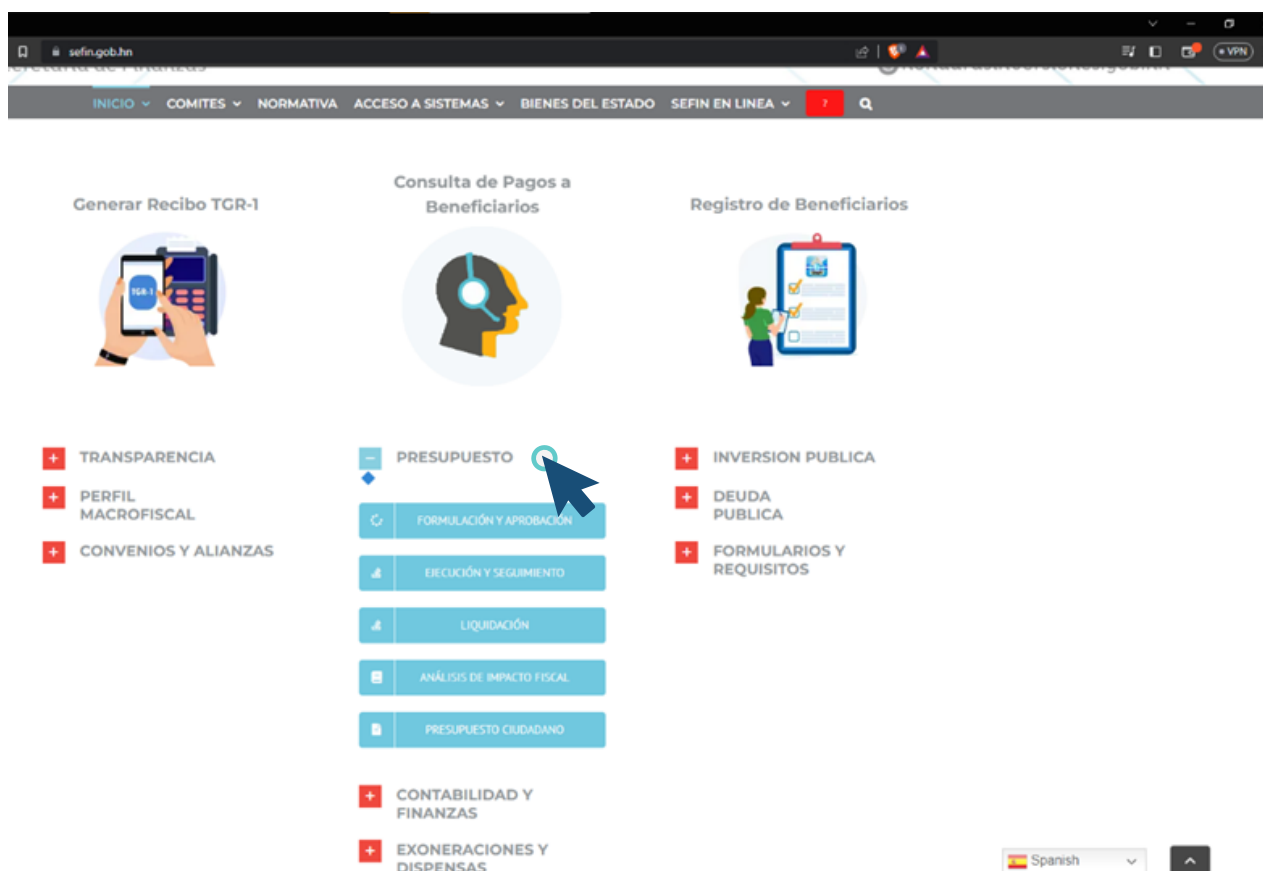 sefin.gob.hn
VPN
INICIO COMITES NORMATIVA ACCESO A SISTEMAS BIENES DEL ESTADO SEFIN EN LINEA ?
Generar Recibo TGR-1
Consulta de Pagos a
Beneficiarios
Registro de Beneficiarios
TGR-1
TRANSPARENCIA
PERFIL
MACROFISCAL
CONVENIOS Y ALIANZAS
PRESUPUESTO
FORMULACIÓN Y APROBACIÓN
EJECUCIÓN Y SEGUIMIENTO
LIQUIDACIÓN
ANÁLISIS DE IMPACTO FISCAL
PRESUPUESTO CIUDADANO
CONTABILIDAD Y
FINANZAS
EXONERACIONES Y
DISPENSAS
INVERSION PUBLICA
DEUDA
PUBLICA
FORMULARIOS Y
REQUISITOS
Spanish